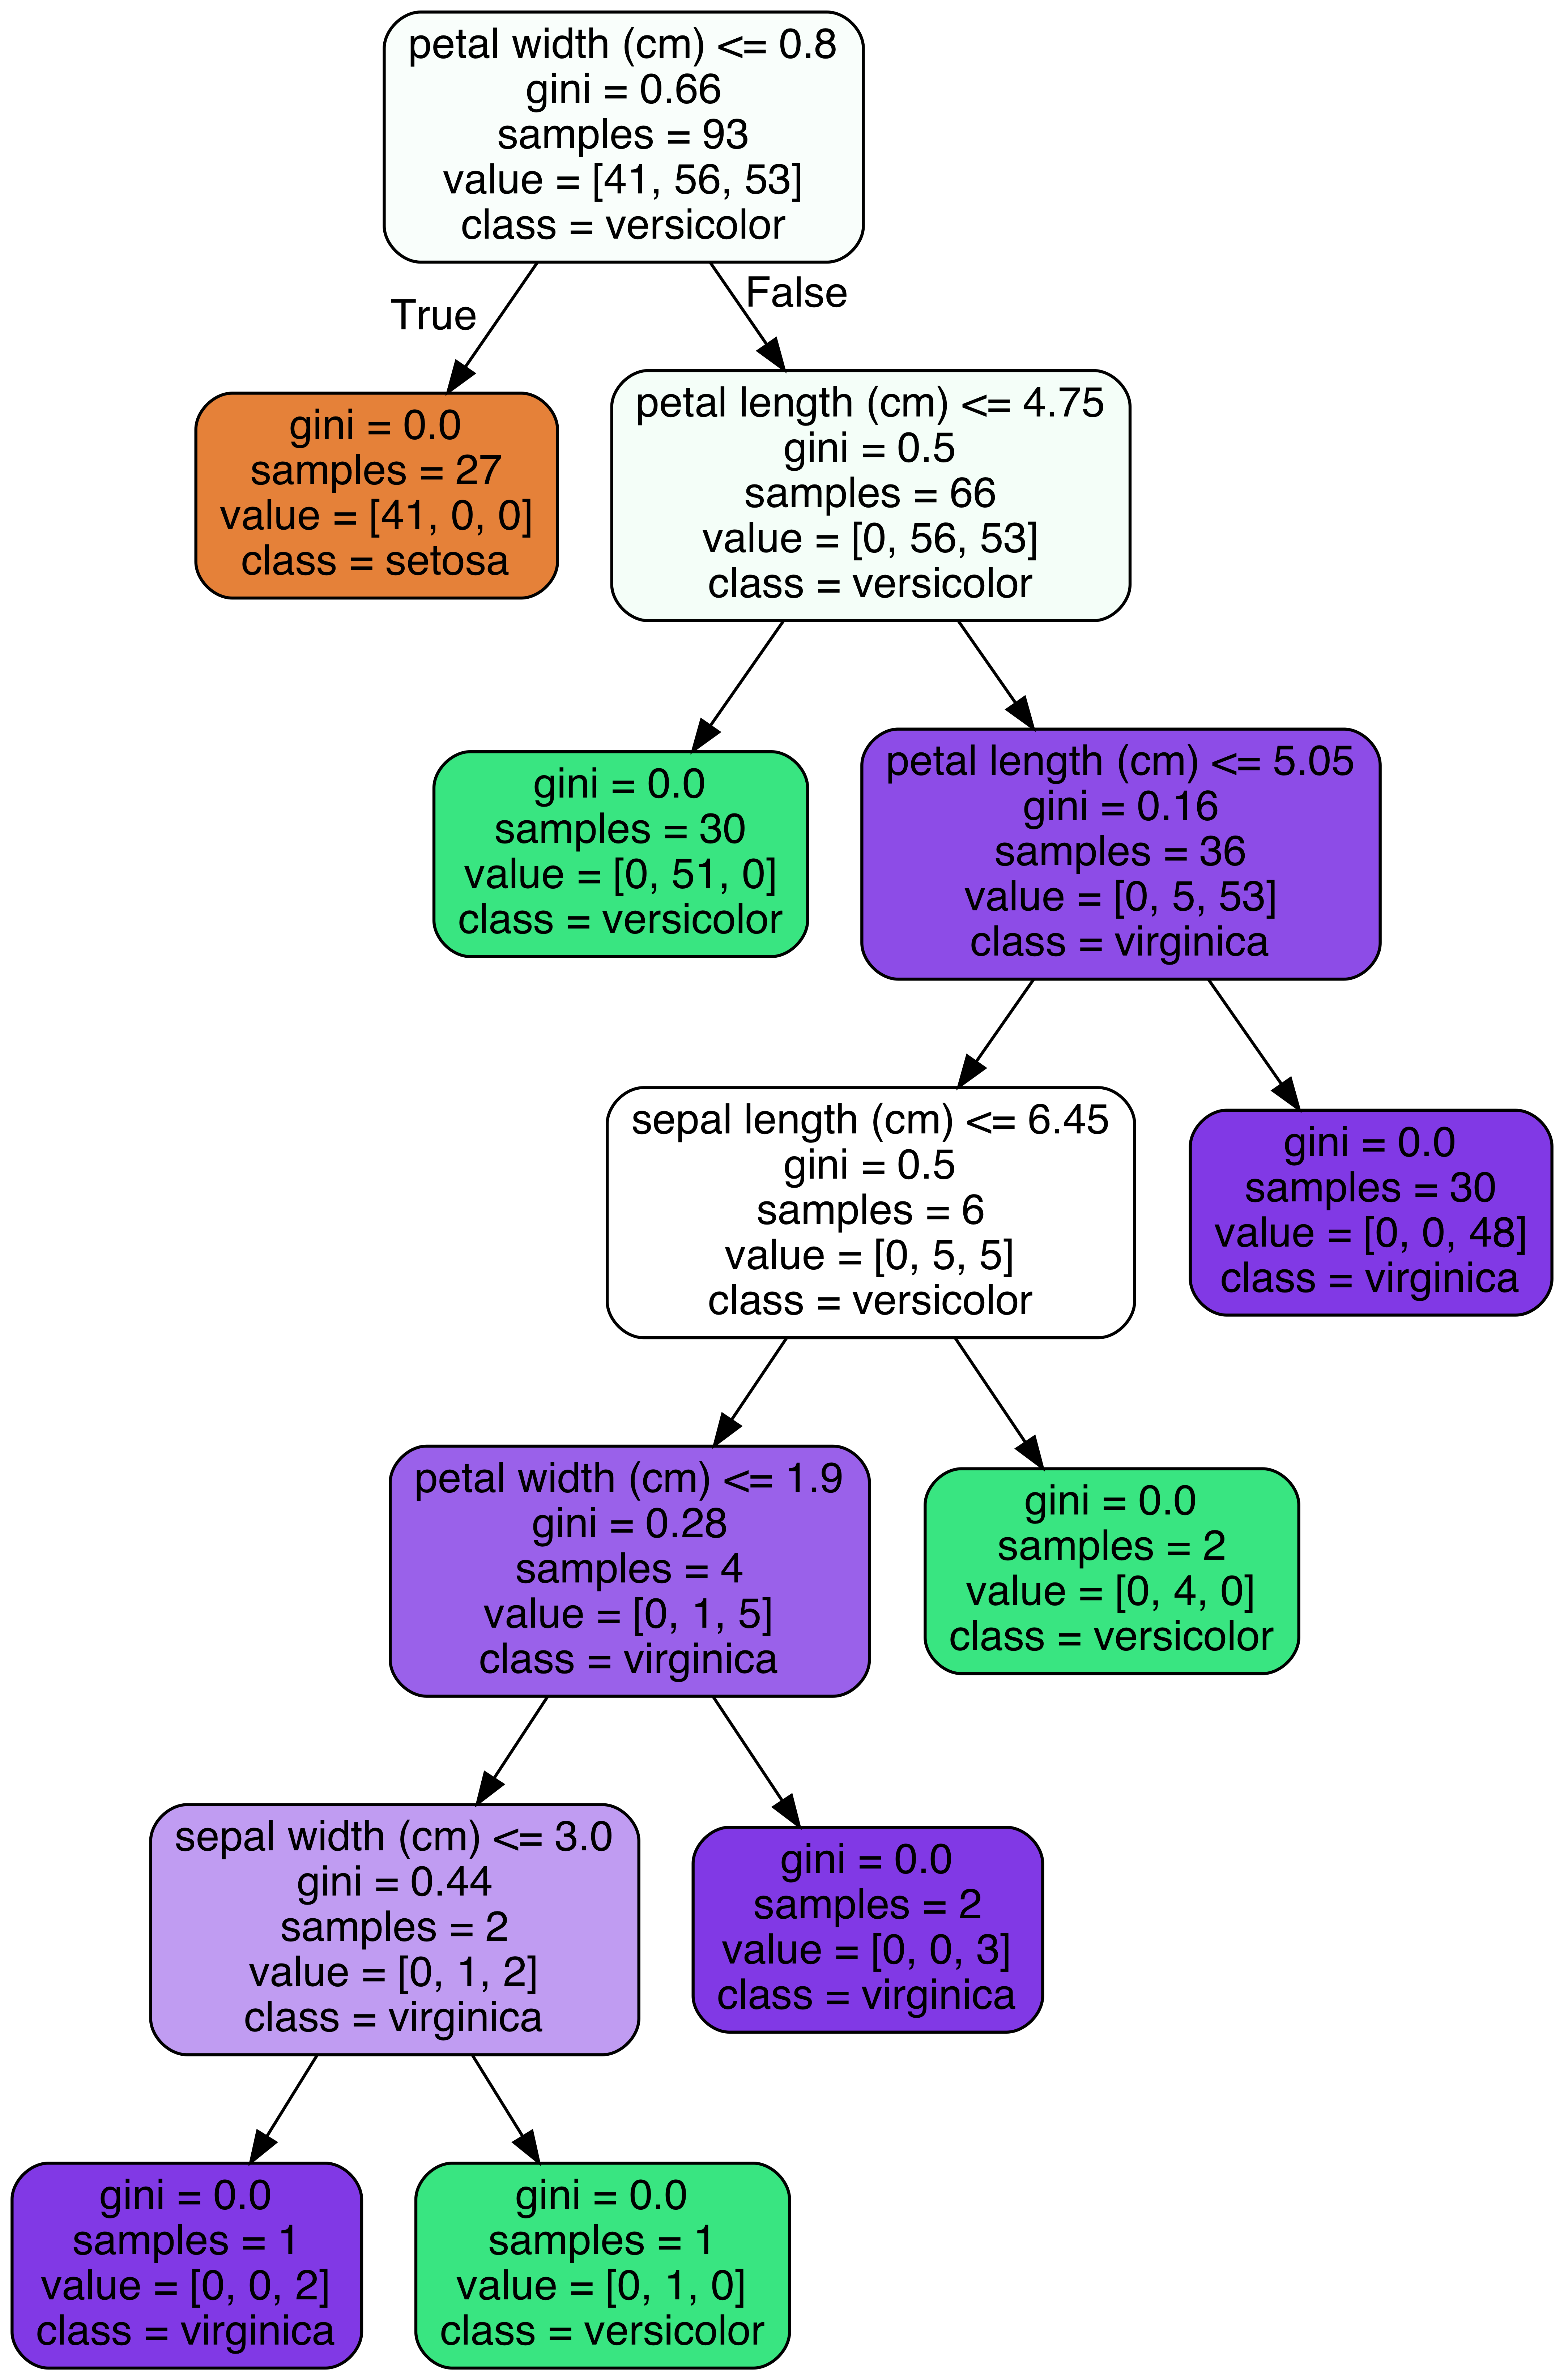 petal width (cm) <= 0.8
gini = 0.66
samples = 93
value = [41, 56, 53]
class = versicolor
True
False
gini = 0.0
samples = 27
value = [41, 0, 0]
class = setosa
petal length (cm) <= 4.75
gini = 0.5
samples = 66
value = [0, 56, 53]
class = versicolor
gini = 0.0
samples = 30
value = [0, 51, 0]
class = versicolor
petal length (cm) <= 5.05
gini = 0.16
samples = 36
value = [0, 5, 53]
class = virginica
sepal length (cm) <= 6.45
gini = 0.5
samples = 6
value = [0, 5, 5]
class = versicolor
gini = 0.0
samples = 30
value = [0, 0, 48]
class = virginica
petal width (cm) <= 1.9
gini = 0.28
samples = 4
value = [0, 1, 5]
class = virginica
gini = 0.0
samples = 2
value = [0, 4, 0]
class = versicolor
sepal width (cm) <= 3.0
gini = 0.44
samples = 2
value = [0, 1, 2]
class = virginica
gini = 0.0
samples = 2
value = [0, 0, 3]
class = virginica
gini = 0.0
samples = 1
value = [0, 0, 2]
class = virginica
gini = 0.0
samples = 1
value = [0, 1, 0]
class = versicolor